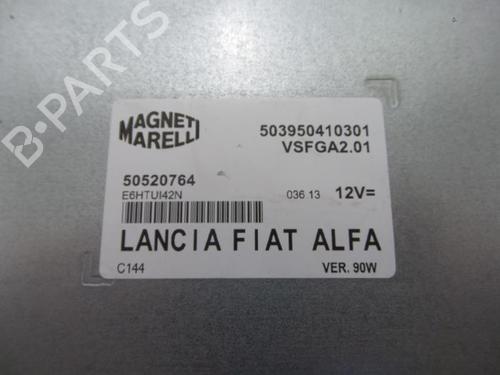 MAGNETI
MARELLI
503950410301
VSFGA2.01
50520764
E6HTUI42N
036 13
12V=
LANCIA FIAT ALFA
C144
VER. 90W
B-PARTS